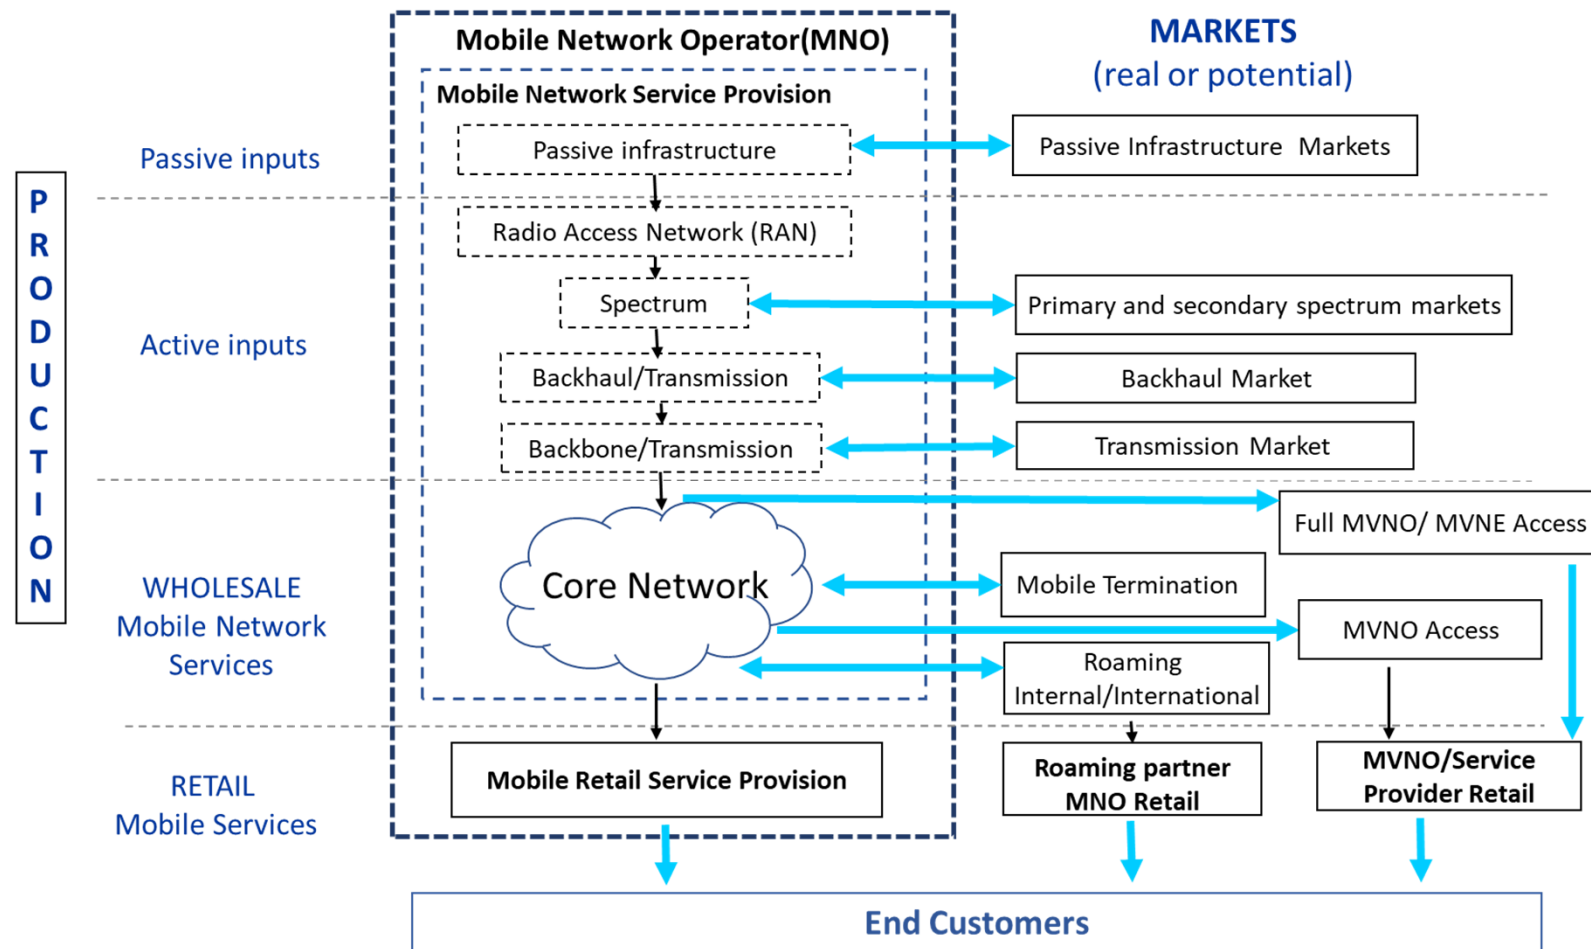 Mobile Network Operator(MNO)
MARKETS
(real or potential)
Mobile Network Service Provision
Passive inputs
Passive infrastructure
Passive Infrastructure Markets
PRODUCTION
Radio Access Network (RAN)
Active inputs
Spectrum
Primary and secondary spectrum markets
Backhaul/Transmission
Backhaul Market
Backbone/Transmission
Transmission Market
WHOLESALE
Mobile Network
Services
Core Network
Full MVNO/ MVNE Access
Mobile Termination
MVNO Access
Roaming
Internal/International
RETAIL
Mobile Services
Mobile Retail Service Provision
Roaming partner
MNO Retail
MVNO/Service
Provider Retail
End Customers